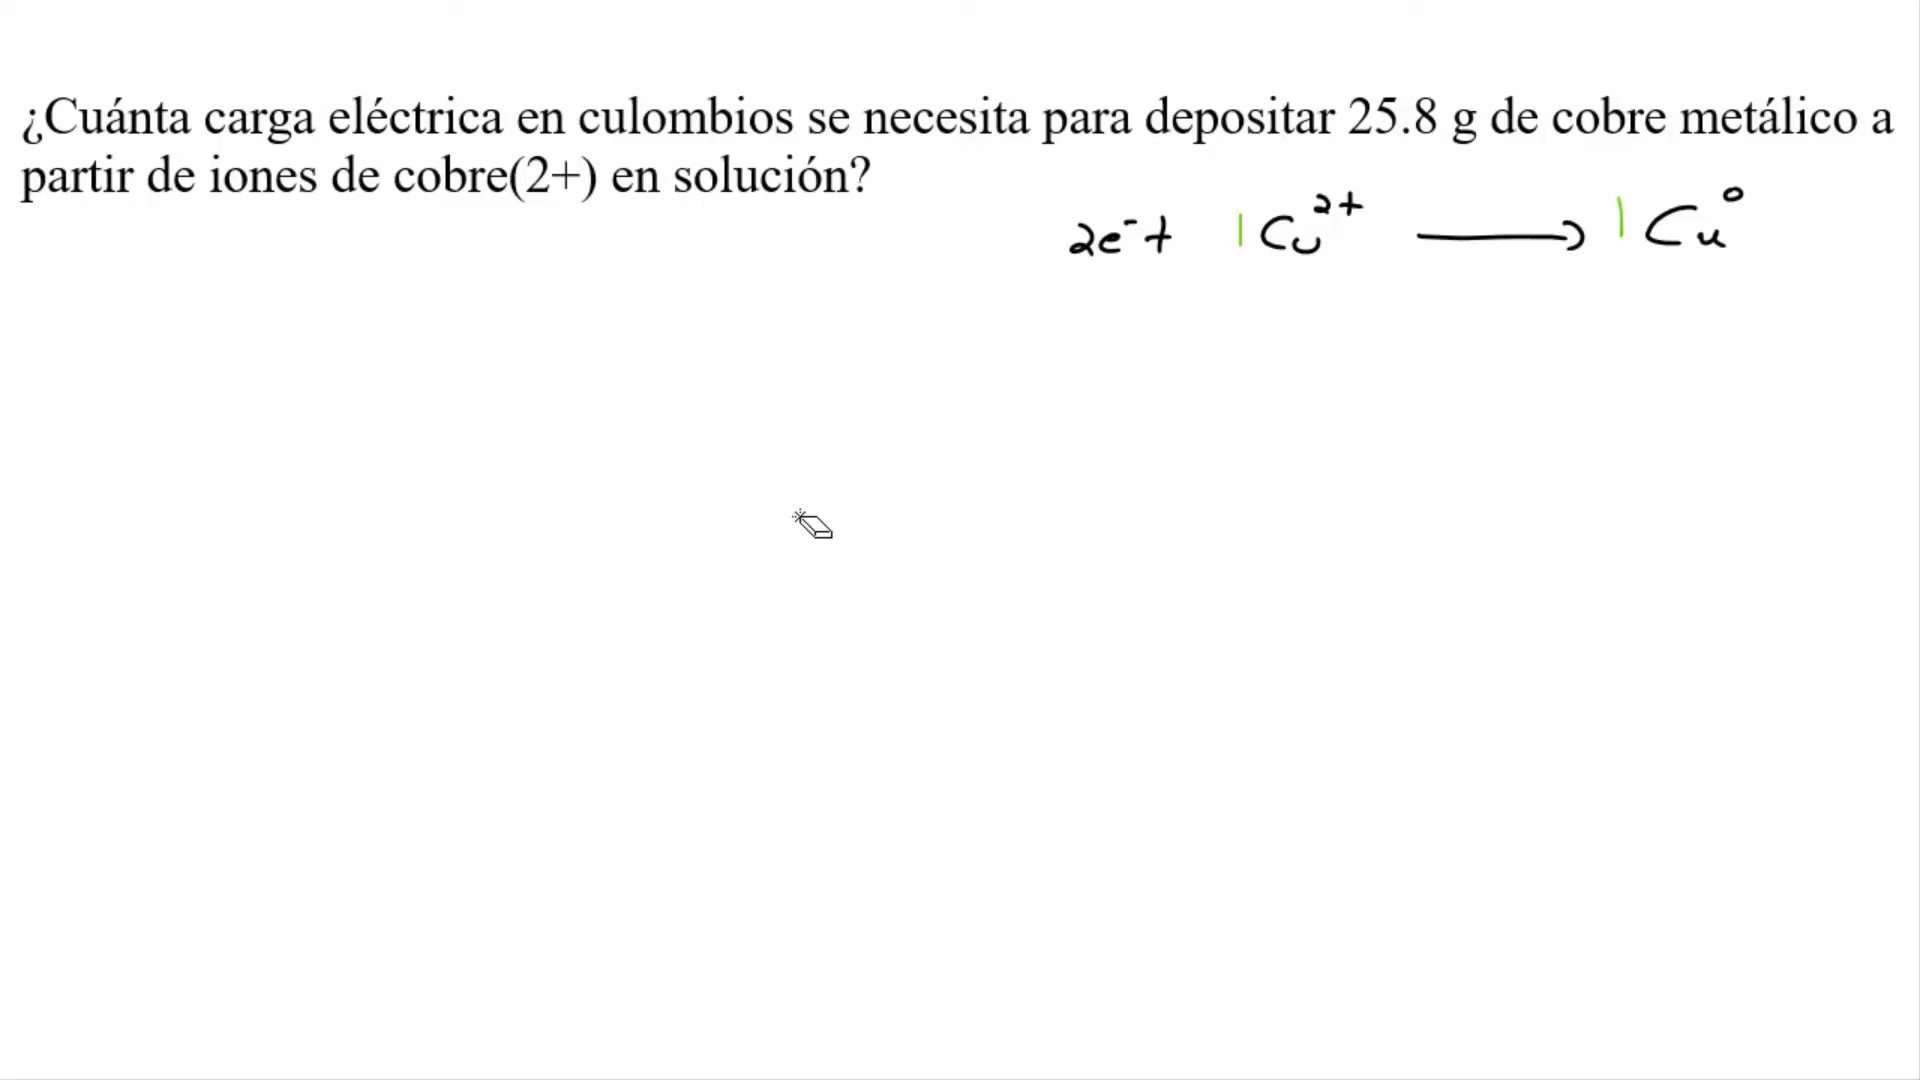 ¿Cuánta carga eléctrica en culombios se necesita para depositar 25.8 g de cobre metálico a
partir de iones de cobre(2+) en solución?
2e⁻ + 1 Cu²⁺ ⟶ 1 Cu⁰